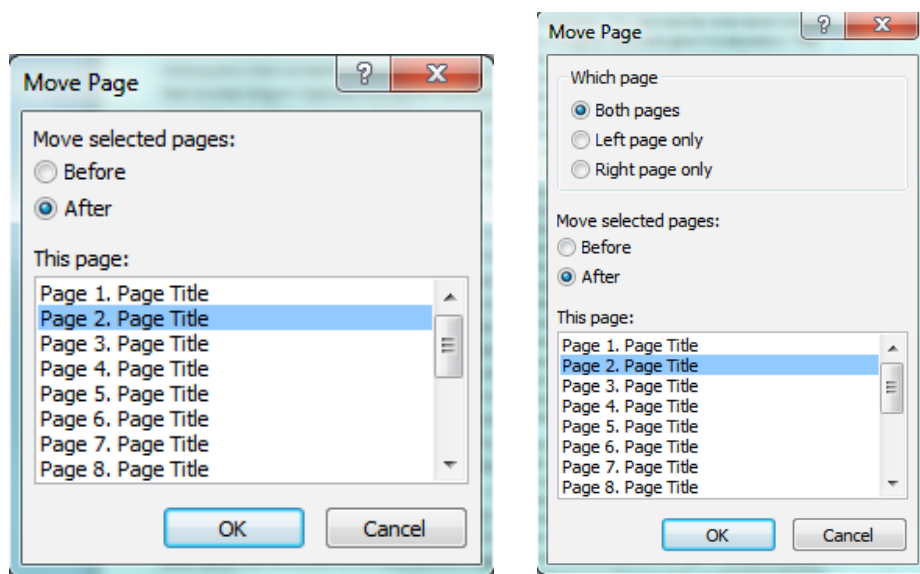 Move Page
Move selected pages:
Before
After
This page:
Page 1. Page Title
Page 2. Page Title
Page 3. Page Title
Page 4. Page Title
Page 5. Page Title
Page 6. Page Title
Page 7. Page Title
Page 8. Page Title
OK Cancel
Move Page
Which page
Both pages
Left page only
Right page only
Move selected pages:
Before
After
This page:
Page 1. Page Title
Page 2. Page Title
Page 3. Page Title
Page 4. Page Title
Page 5. Page Title
Page 6. Page Title
Page 7. Page Title
Page 8. Page Title
OK Cancel